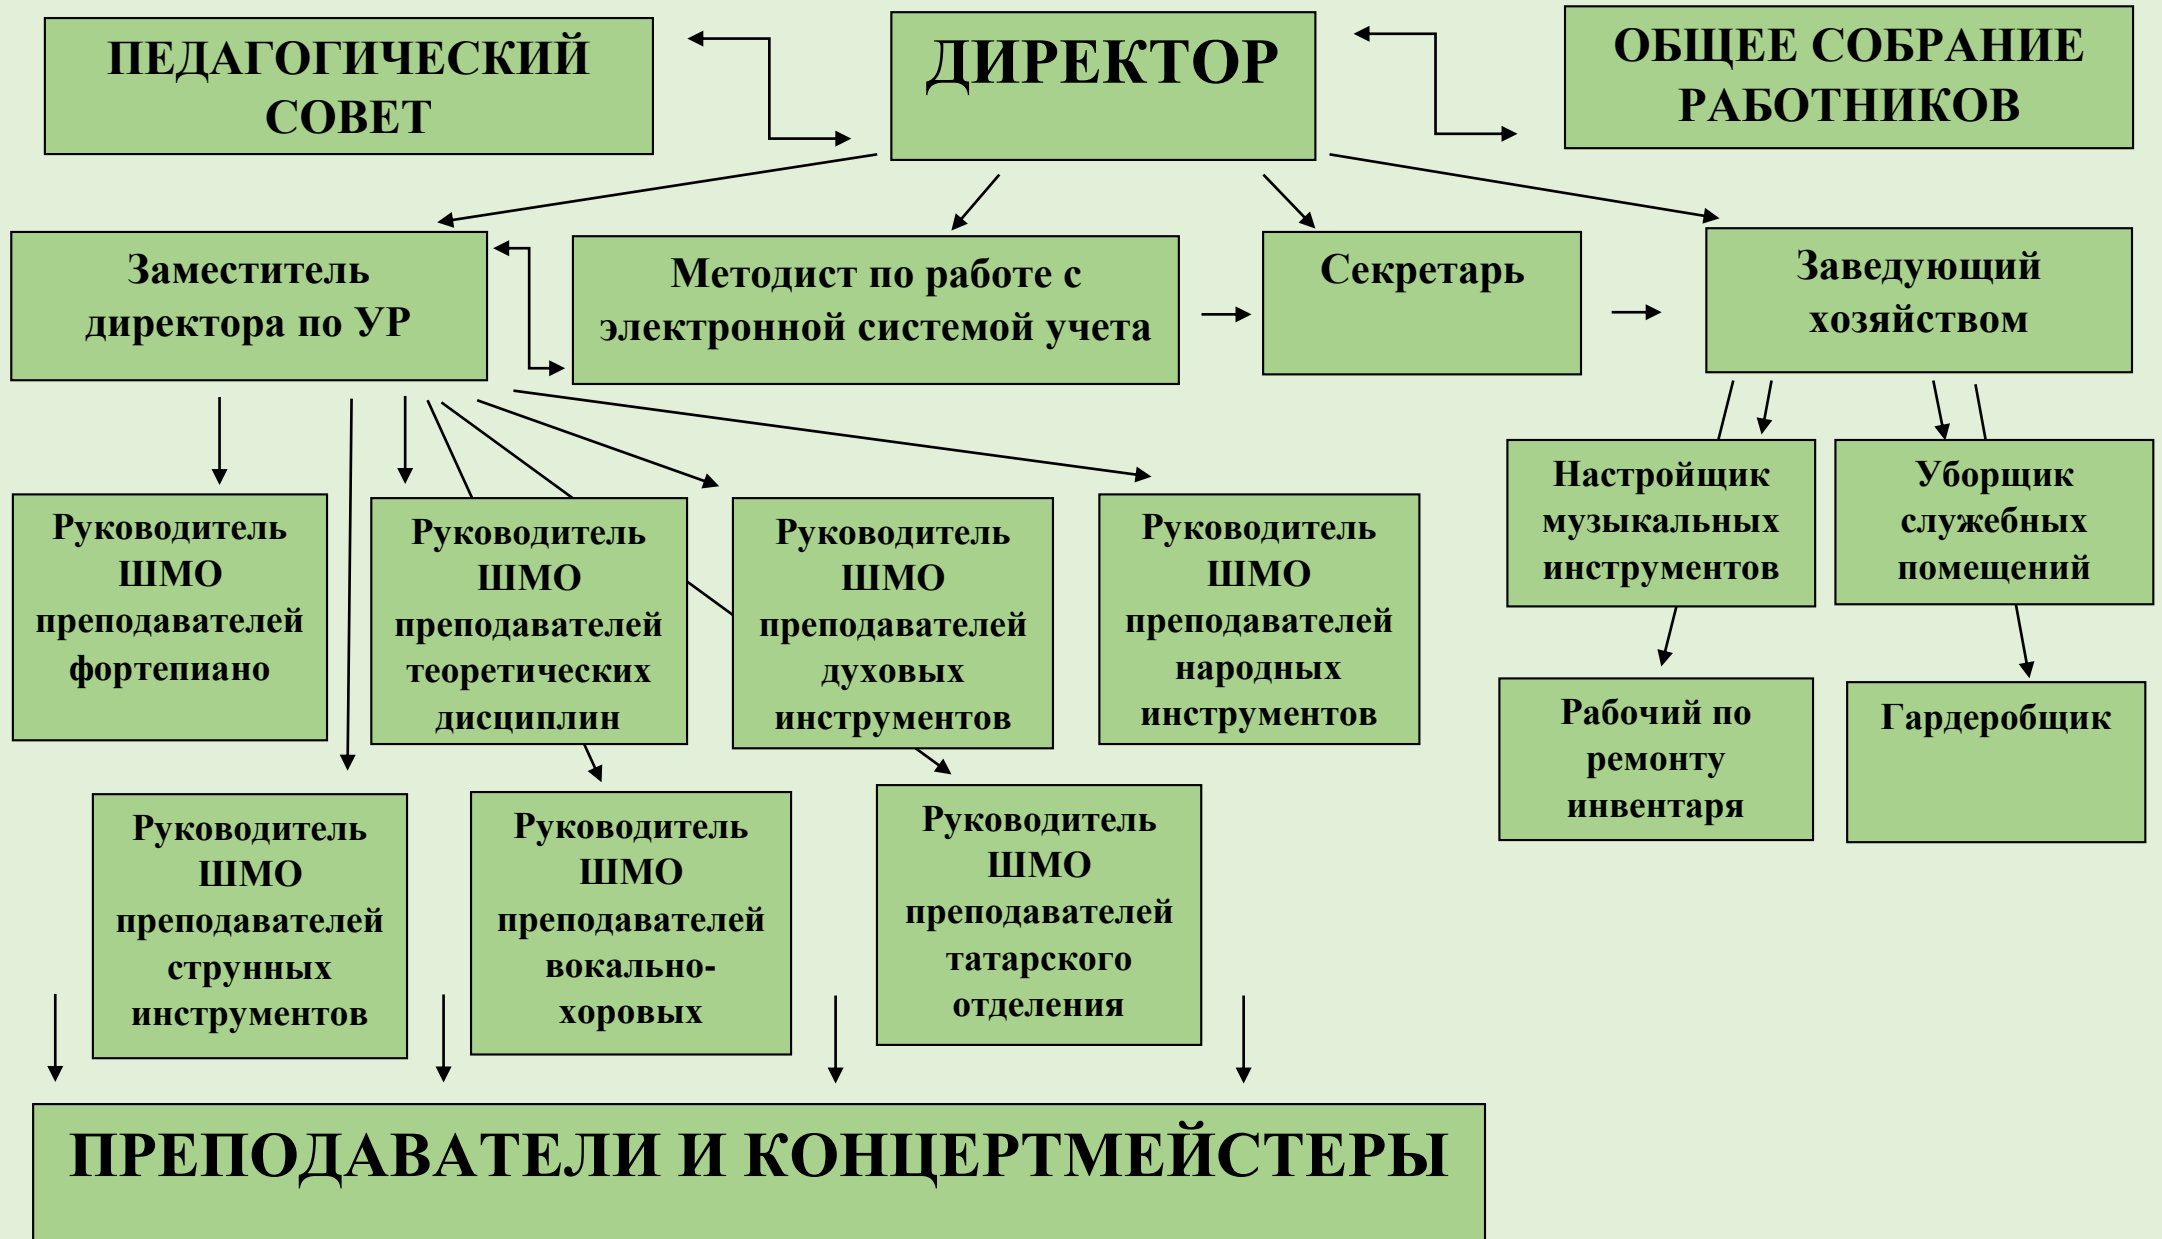 ПЕДАГОГИЧЕСКИЙ
СОВЕТ
ДИРЕКТОР
ОБЩЕЕ СОБРАНИЕ
РАБОТНИКОВ
Заместитель
директора по УР
Методист по работе с
электронной системой учета
Секретарь
Заведующий
хозяйством
Руководитель
ШМО
преподавателей
фортепиано
Руководитель
ШМО
преподавателей
теоретических
дисциплин
Руководитель
ШМО
преподавателей
духовых
инструментов
Руководитель
ШМО
преподавателей
народных
инструментов
Настройщик
музыкальных
инструментов
Уборщик
служебных
помещений
Руководитель
ШМО
преподавателей
струнных
инструментов
Руководитель
ШМО
преподавателей
вокально-
хоровых
Руководитель
ШМО
преподавателей
татарского
отделения
Рабочий по
ремонту
инвентаря
Гардеробщик
ПРЕПОДАВАТЕЛИ И КОНЦЕРТМЕЙСТЕРЫ